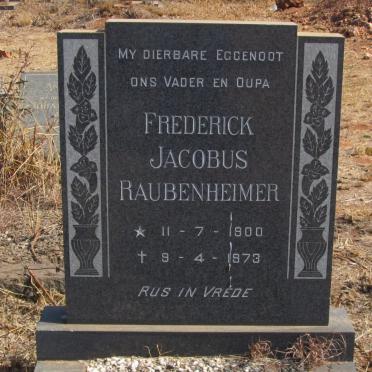 MY DIERBARE EGGENOOT
ONS VADER EN OUPA
FREDERICK
JACOBUS
RAUBENHEIMER
★ 11 - 7 - 1900
✝ 9 - 4 - 1973
RUS IN VREDE